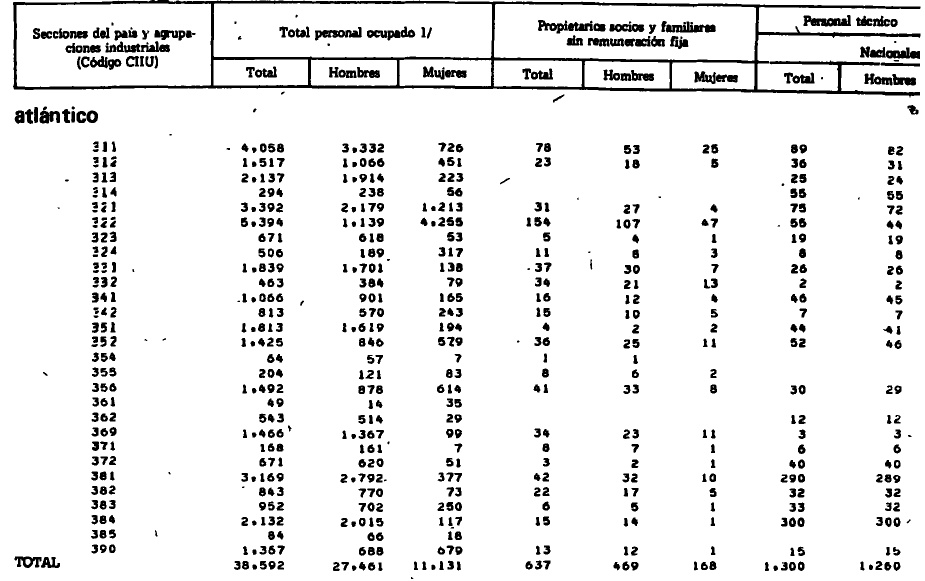 Secciones del país y agrupa- Total personal ocupado 1/ Propietarios socios y familiares Personal técnico
ciones industriales sin remuneración fija
(Código CIIU) Nacionales
Total Hombres Mujeres Total Hombres Mujeres Total Hombres
atlántico
311 4.058 3.332 726 78 53 25 89 82
312 1.517 1.066 451 23 18 5 36 31
313 2.137 1.914 223 25 24
314 294 238 56 55 55
321 3.392 2.179 1.213 31 27 4 75 72
322 5.394 1.139 4.255 154 107 47 55 44
323 671 618 53 5 4 1 19 19
324 506 189 317 11 8 3 8 8
331 1.839 1.701 138 37 30 7 26 26
332 463 384 79 34 21 13 2 2
341 1.066 901 165 16 12 4 46 45
342 813 570 243 15 10 5 7 7
351 1.813 1.619 194 4 2 2 44 41
352 1.425 846 579 36 25 11 52 46
354 64 57 7 1 1
355 204 121 83 8 6 2
356 1.492 878 614 41 33 8 30 29
361 49 14 35
362 543 514 29 12 12
369 1.466 1.367 99 34 23 11 3 3
371 168 161 7 8 7 1 6 6
372 671 620 51 3 2 1 40 40
381 3.169 2.792 377 42 32 10 290 289
382 843 770 73 22 17 5 32 32
383 952 702 250 6 5 1 33 32
384 2.132 2.015 117 15 14 1 300 300
385 84 66 18
390 1.367 688 679 13 12 1 15 15
TOTAL 38.592 27.461 11.131 637 469 168 1.300 1.260